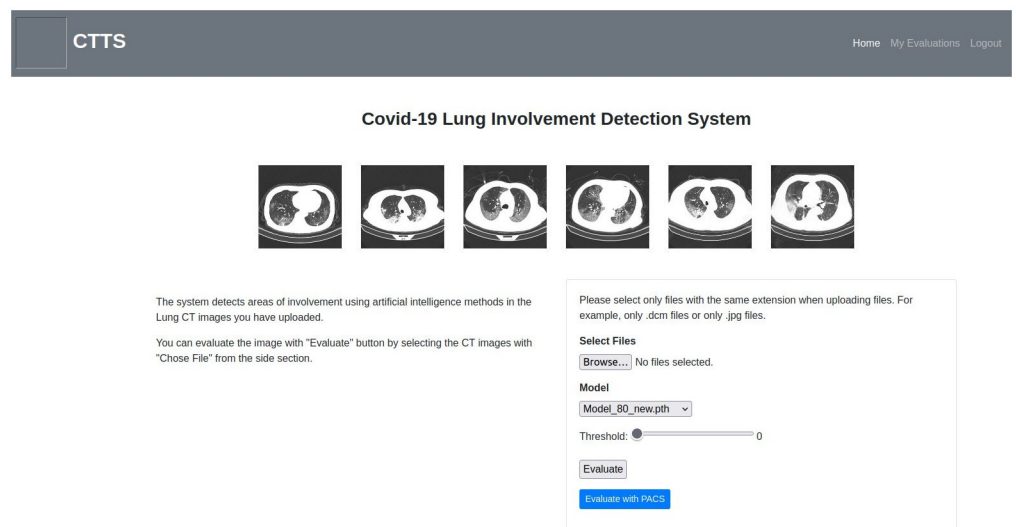 CTTS
Home My Evaluations Logout
Covid-19 Lung Involvement Detection System
The system detects areas of involvement using artificial intelligence methods in the
Lung CT images you have uploaded.
You can evaluate the image with "Evaluate" button by selecting the CT images with
"Chose File" from the side section.
Please select only files with the same extension when uploading files. For
example, only .dcm files or only .jpg files.
Select Files
Browse... No files selected.
Model
Model_80_new.pth
Threshold: 0
Evaluate
Evaluate with PACS